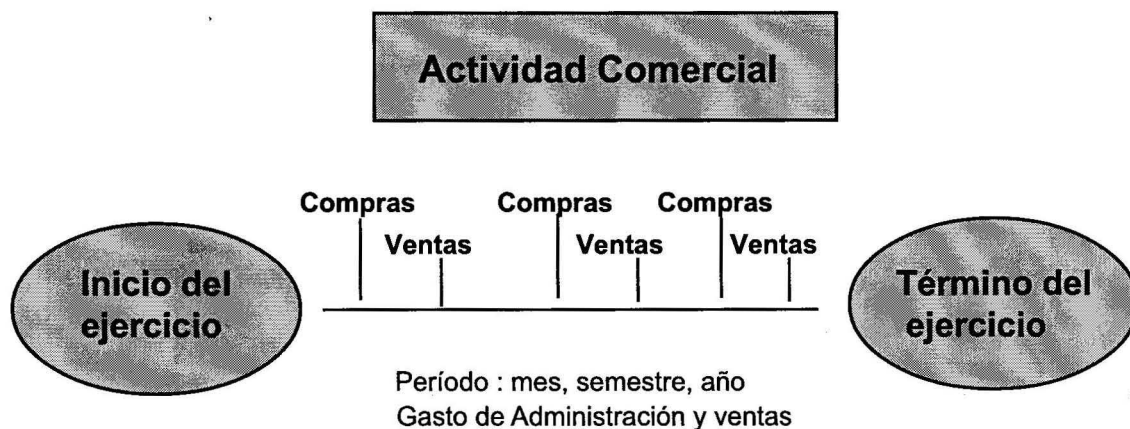 Actividad Comercial
Compras Compras Compras
Ventas Ventas Ventas
Inicio del
ejercicio
Término del
ejercicio
Período : mes, semestre, año
Gasto de Administración y ventas